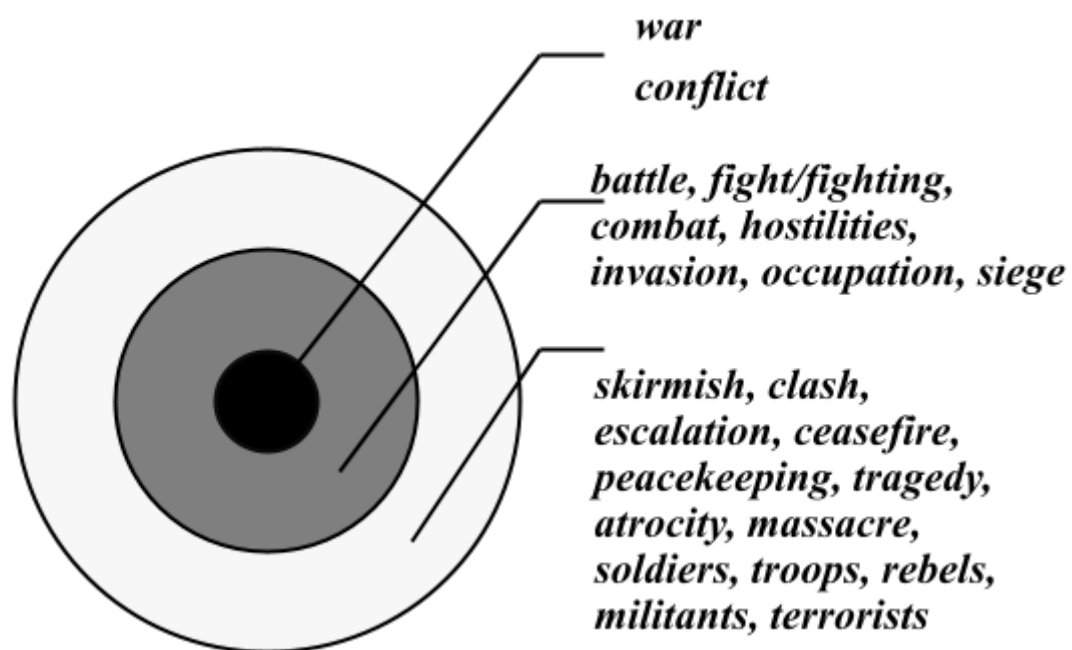 war
conflict
battle, fight/fighting,
combat, hostilities,
invasion, occupation, siege
skirmish, clash,
escalation, ceasefire,
peacekeeping, tragedy,
atrocity, massacre,
soldiers, troops, rebels,
militants, terrorists